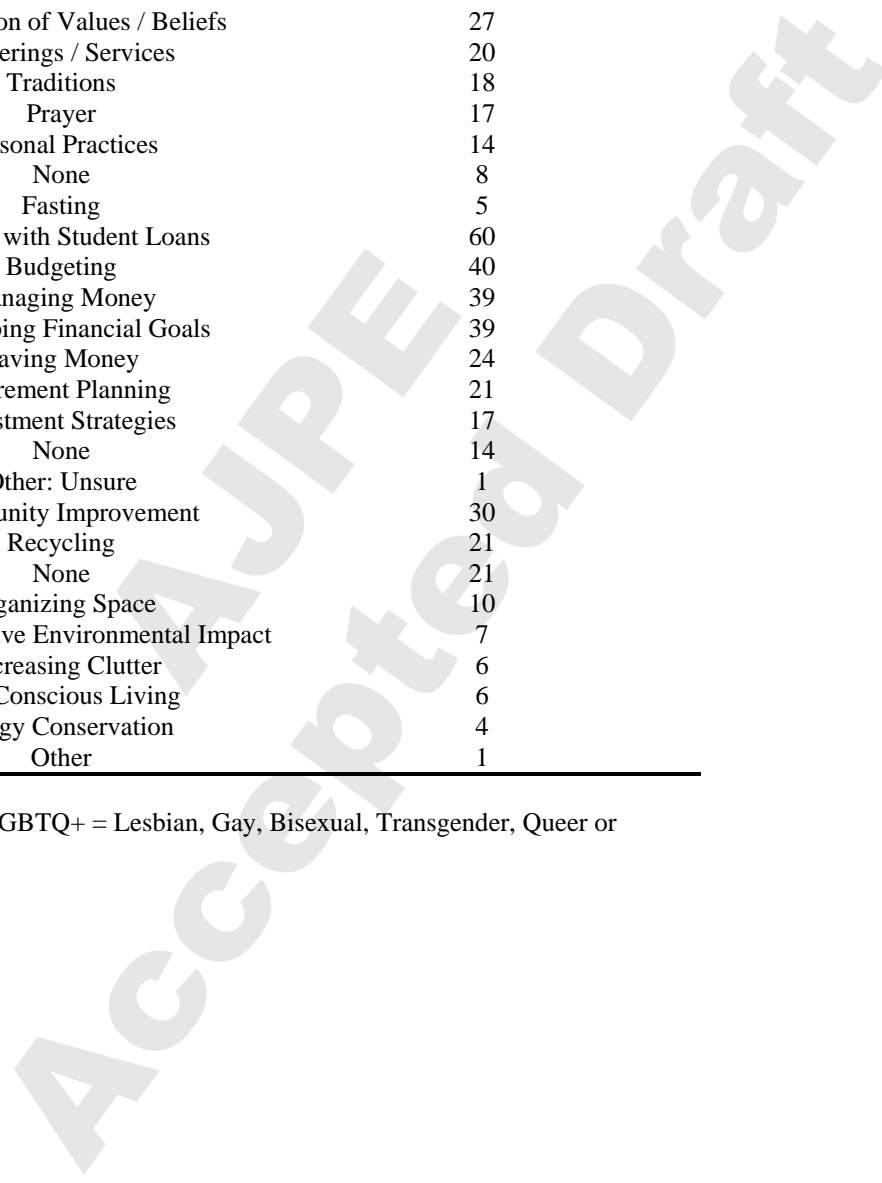 on of Values / Beliefs 27
erings / Services 20
Traditions 18
Prayer 17
sonal Practices 14
None 8
Fasting 5
with Student Loans 60
Budgeting 40
anaging Money 39
ping Financial Goals 39
aving Money 24
rement Planning 21
stment Strategies 17
None 14
Other: Unsure 1
unity Improvement 30
Recycling 21
None 21
ganizing Space 10
ive Environmental Impact 7
creasing Clutter 6
Conscious Living 6
gy Conservation 4
Other 1
GBTQ+ = Lesbian, Gay, Bisexual, Transgender, Queer or
AJPE
Accepted Draft